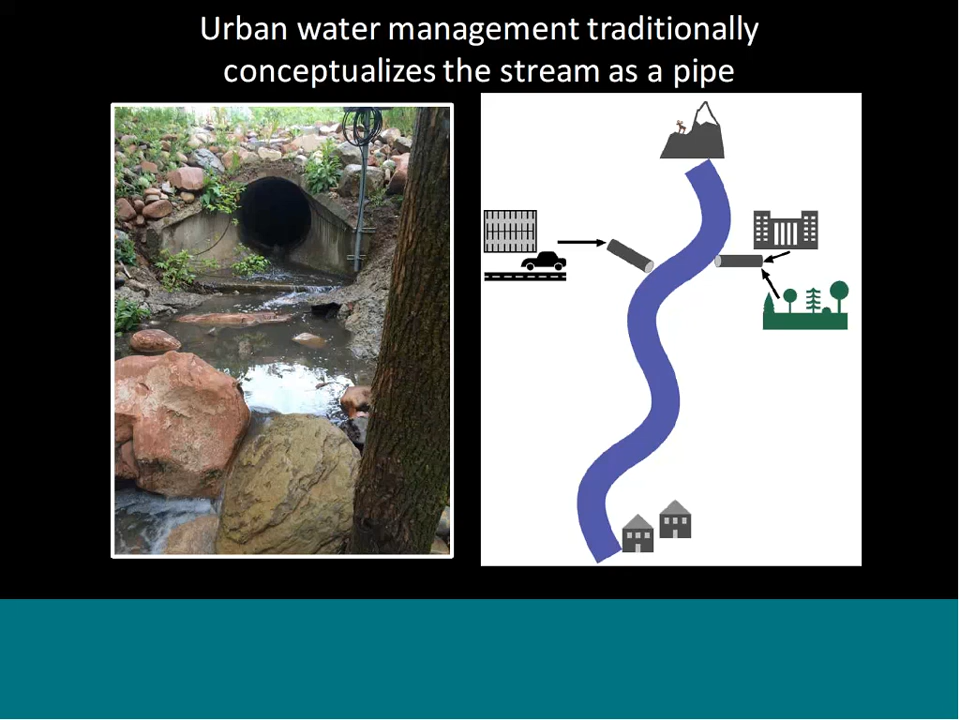 Urban water management traditionally
conceptualizes the stream as a pipe